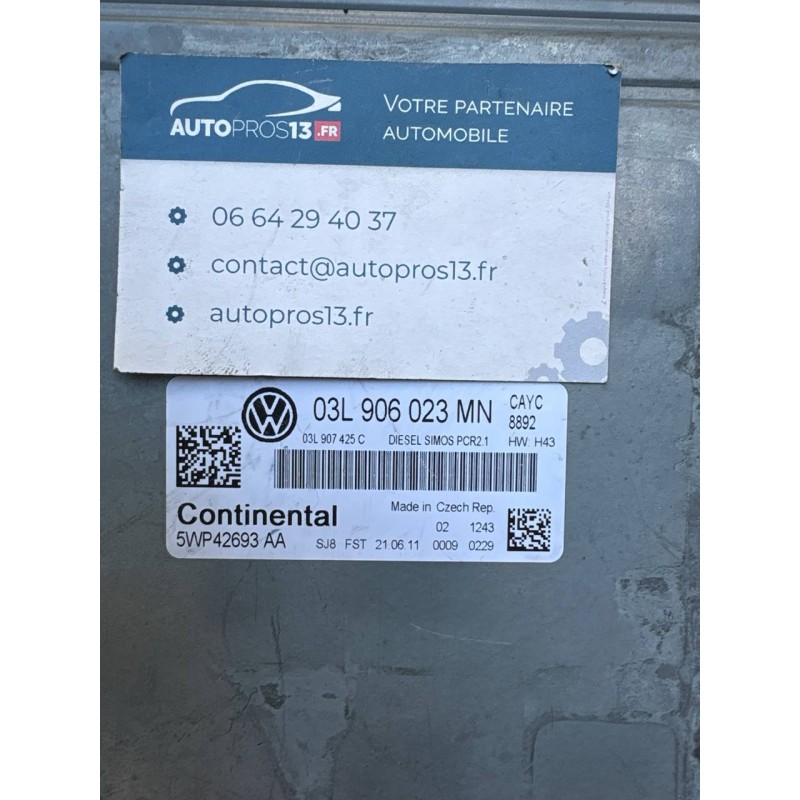 AUTOPROS13.FR
VOTRE PARTENAIRE
AUTOMOBILE
06 64 29 40 37
contact@autopros13.fr
autopros13.fr
03L 906 023 MN
CAYC
8892
03L 907 425 C DIESEL SIMOS PCR2.1 HW: H43
Continental
Made in Czech Rep.
02 1243
5WP42693 AA SJ8 FST 21.06.11 0009 0229